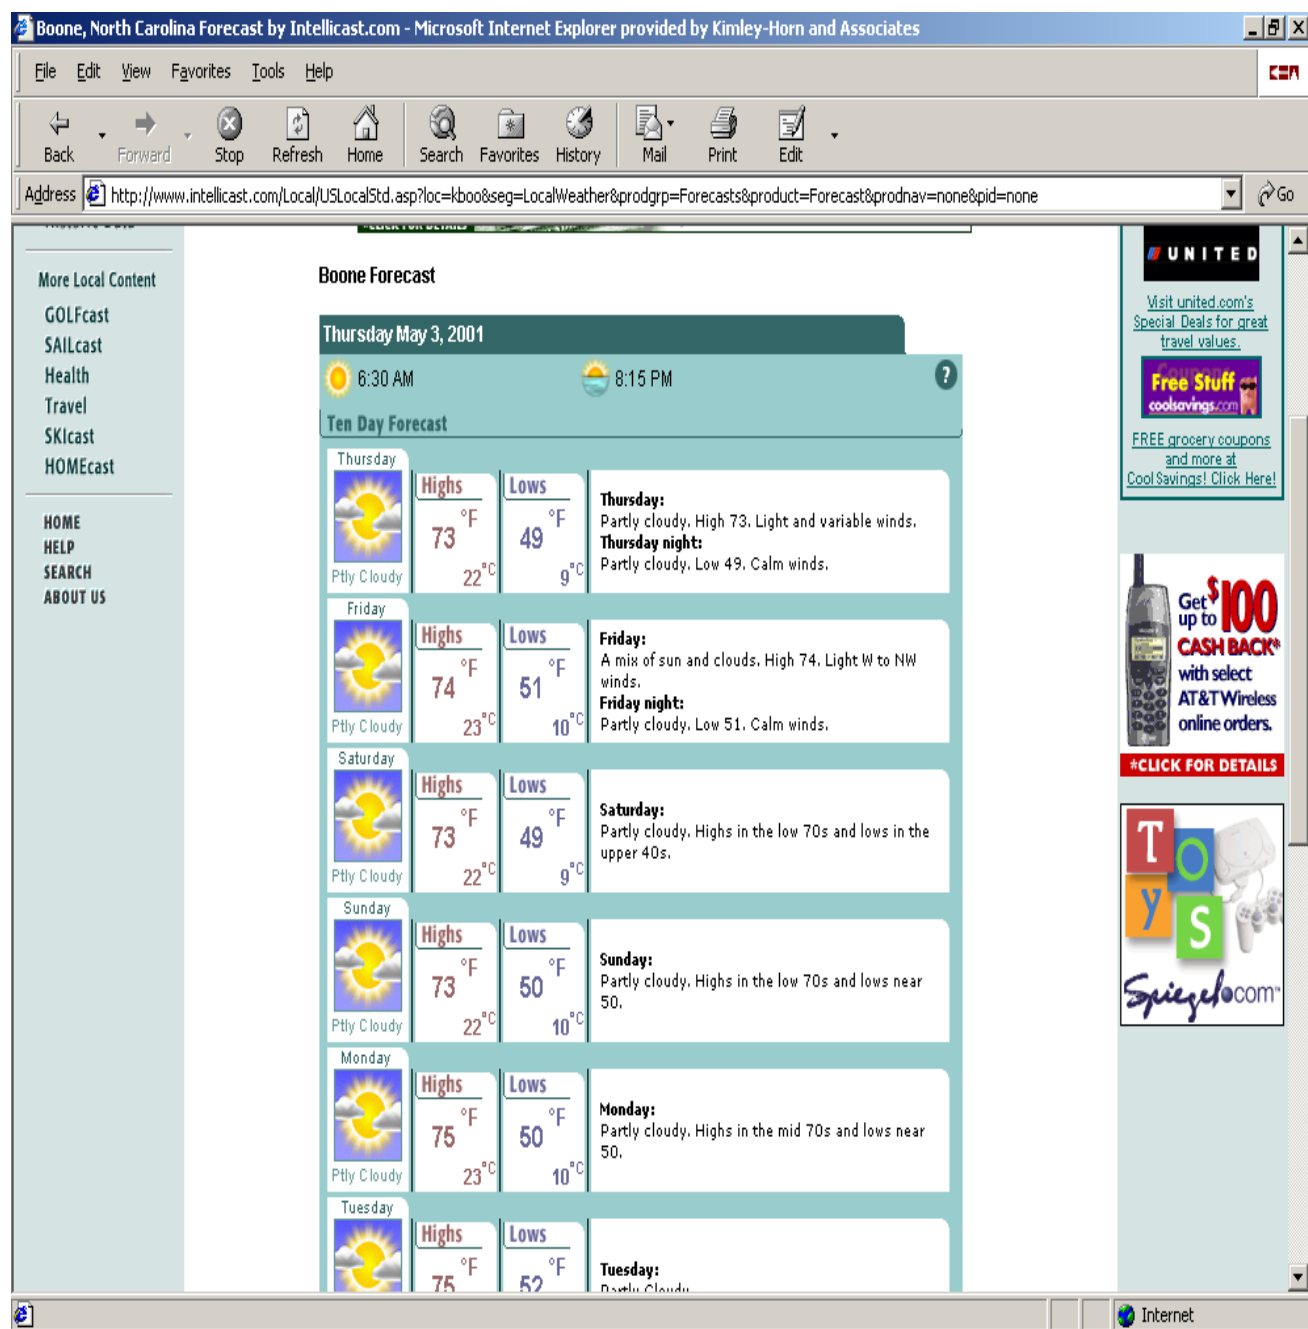 Boone, North Carolina Forecast by Intellicast.com - Microsoft Internet Explorer provided by Kimley-Horn and Associates
File Edit View Favorites Tools Help
Back Forward Stop Refresh Home Search Favorites History Mail Print Edit
Address http://www.intellicast.com/Local/USLocalStd.asp?loc=kboo&seg=LocalWeather&prodgrp=Forecasts&product=Forecast&prodnav=none&pid=none Go
More Local Content
GOLFcast
SAILcast
Health
Travel
SKIcast
HOMEcast
HOME
HELP
SEARCH
ABOUT US
*CLICK FOR DETAILS
Boone Forecast
Thursday May 3, 2001
6:30 AM 8:15 PM ?
Ten Day Forecast
Thursday
Ptly Cloudy
Highs
73 °F
22°C
Lows
49 °F
9°C
Thursday:
Partly cloudy. High 73. Light and variable winds.
Thursday night:
Partly cloudy. Low 49. Calm winds.
Friday
Ptly Cloudy
Highs
74 °F
23°C
Lows
51 °F
10°C
Friday:
A mix of sun and clouds. High 74. Light W to NW
winds.
Friday night:
Partly cloudy. Low 51. Calm winds.
Saturday
Ptly Cloudy
Highs
73 °F
22°C
Lows
49 °F
9°C
Saturday:
Partly cloudy. Highs in the low 70s and lows in the
upper 40s.
Sunday
Ptly Cloudy
Highs
73 °F
22°C
Lows
50 °F
10°C
Sunday:
Partly cloudy. Highs in the low 70s and lows near
50.
Monday
Ptly Cloudy
Highs
75 °F
23°C
Lows
50 °F
10°C
Monday:
Partly cloudy. Highs in the mid 70s and lows near
50.
Tuesday
Highs
75 °F
Lows
52 °F
Tuesday:
Partly Cloudy
UNITED
Visit united.com's
Special Deals for great
travel values.
Coupons
Free Stuff
coolsavings.com
FREE grocery coupons
and more at
CoolSavings! Click Here!
Get
up to $100
CASH BACK*
with select
AT&T Wireless
online orders.
*CLICK FOR DETAILS
TOYS
Spiegel.com
Internet